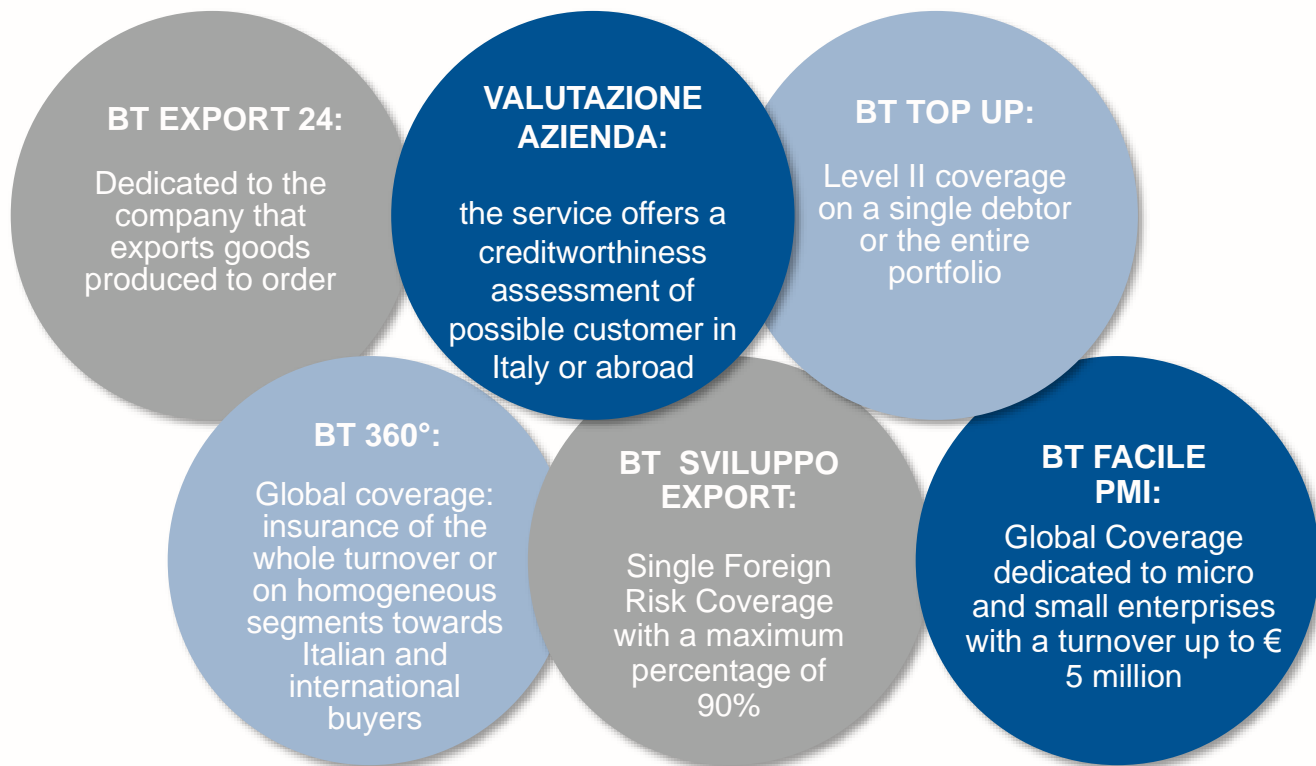 BT EXPORT 24:
Dedicated to the
company that
exports goods
produced to order
VALUTAZIONE
AZIENDA:
the service offers a
creditworthiness
assessment of
possible customer in
Italy or abroad
BT TOP UP:
Level II coverage
on a single debtor
or the entire
portfolio
BT 360°:
Global coverage:
insurance of the
whole turnover or
on homogeneous
segments towards
Italian and
international
buyers
BT SVILUPPO
EXPORT:
Single Foreign
Risk Coverage
with a maximum
percentage of
90%
BT FACILE
PMI:
Global Coverage
dedicated to micro
and small enterprises
with a turnover up to €
5 million